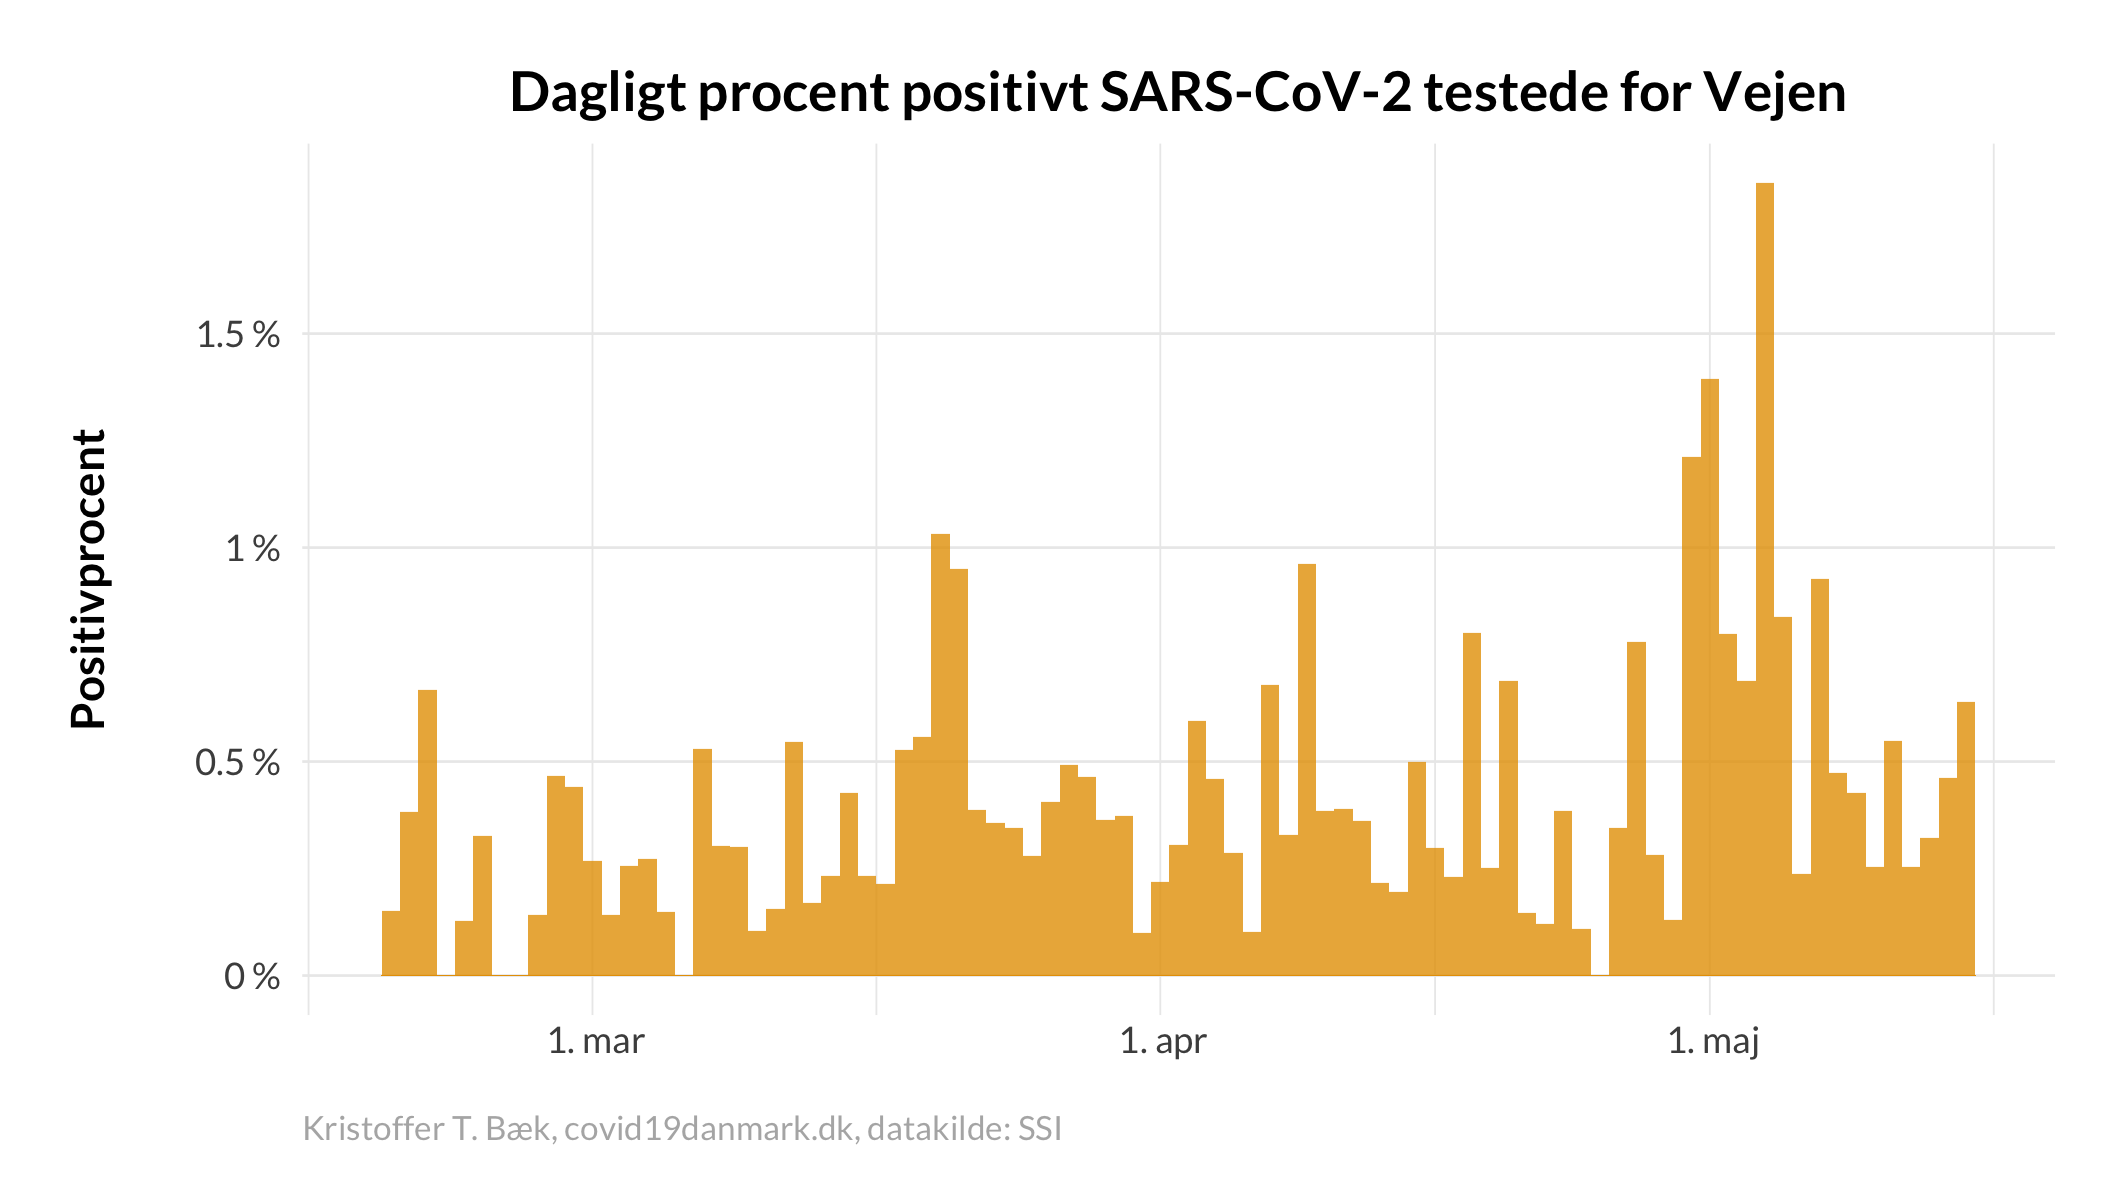 Dagligt procent positivt SARS-CoV-2 testede for Vejen
Positivprocent
1.5 %
1 %
0.5 %
0 %
1. mar
1. apr
1. maj
Kristoffer T. Bæk, covid19danmark.dk, datakilde: SSI